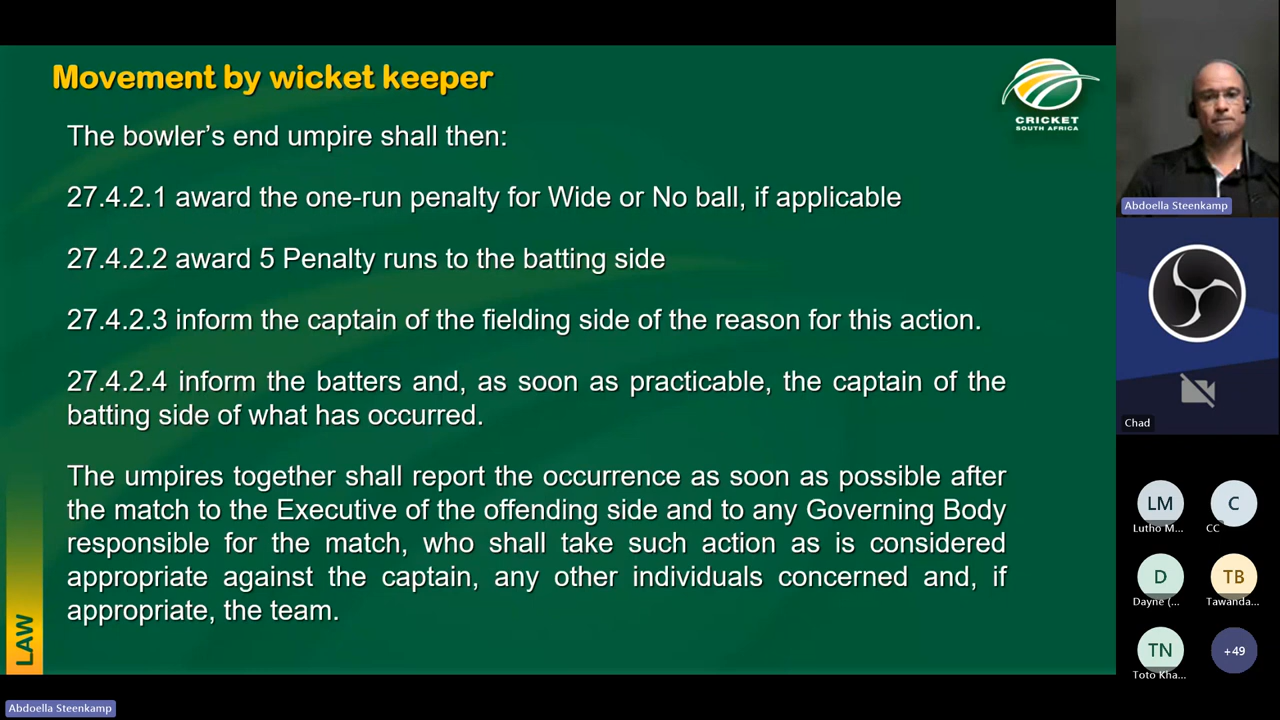 Movement by wicket keeper
CRICKET
SOUTH AFRICA
The bowler’s end umpire shall then:
27.4.2.1 award the one-run penalty for Wide or No ball, if applicable
27.4.2.2 award 5 Penalty runs to the batting side
27.4.2.3 inform the captain of the fielding side of the reason for this action.
27.4.2.4 inform the batters and, as soon as practicable, the captain of the
batting side of what has occurred.
The umpires together shall report the occurrence as soon as possible after
the match to the Executive of the offending side and to any Governing Body
responsible for the match, who shall take such action as is considered
appropriate against the captain, any other individuals concerned and, if
appropriate, the team.
LAW
Abdoella Steenkamp
Abdoella Steenkamp
Chad
LM
Lutho M...
C
CC
D
Dayne (...
TB
Tawanda...
TN
Toto Kha...
+49